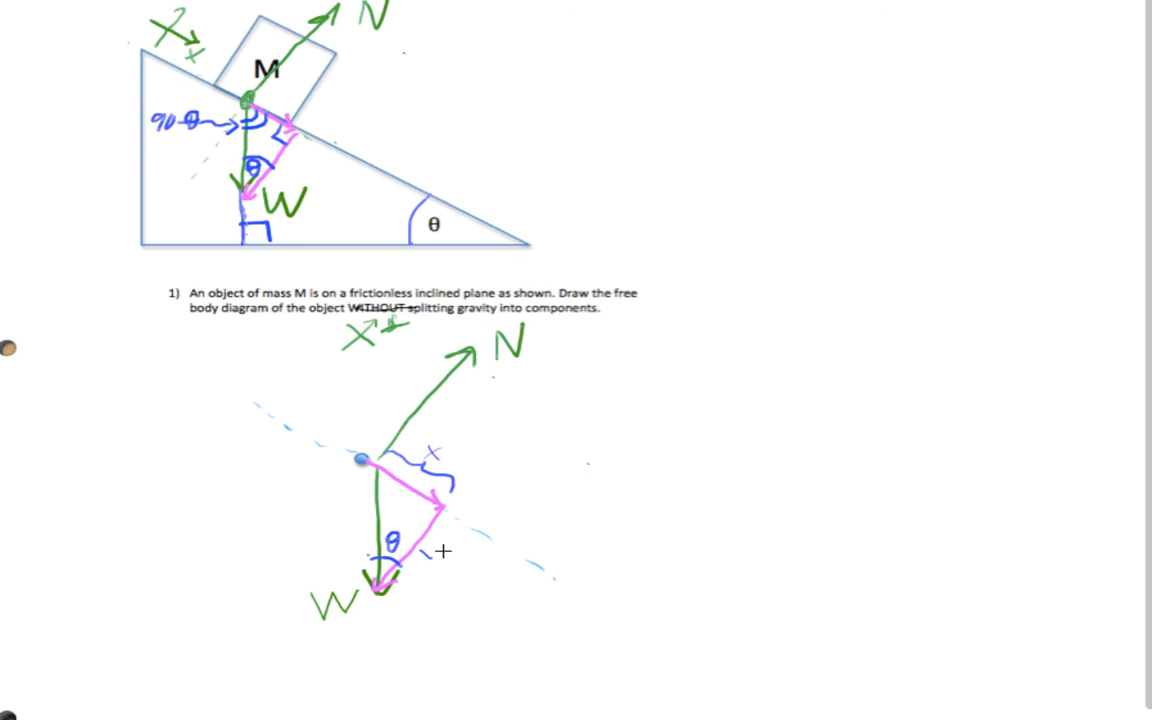 N
x
M
90-θ
θ
W
θ
1) An object of mass M is on a frictionless inclined plane as shown. Draw the free
body diagram of the object WITHOUT splitting gravity into components.
N
x
θ
W